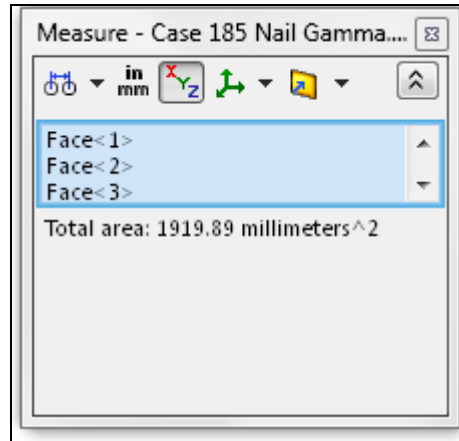 Measure - Case 185 Nail Gamma....
in
mm
X
Y
Z
Face<1>
Face<2>
Face<3>
Total area: 1919.89 millimeters^2